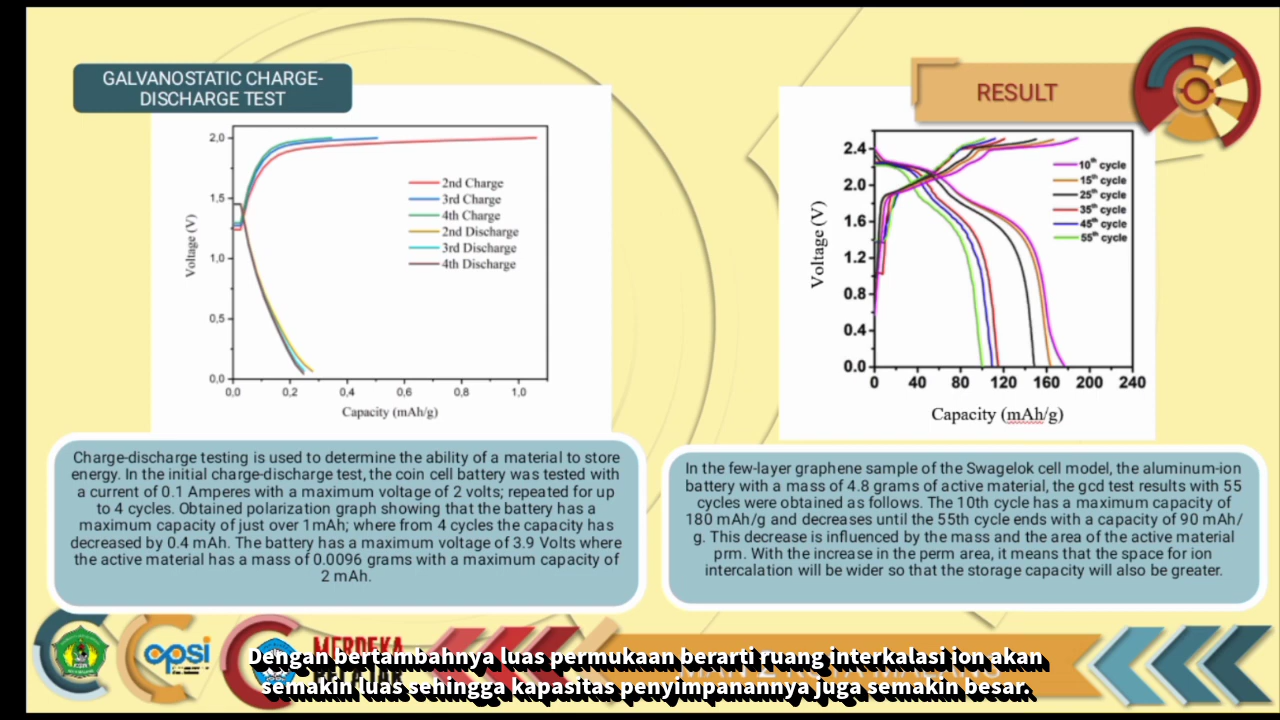 GALVANOSTATIC CHARGE-
DISCHARGE TEST
RESULT
2,0
1,5
1,0
0,5
0,0
Voltage (V)
2nd Charge
3rd Charge
4th Charge
2nd Discharge
3rd Discharge
4th Discharge
0,0 0,2 0,4 0,6 0,8 1,0
Capacity (mAh/g)
2.4
2.0
1.6
1.2
0.8
0.4
0.0
Voltage (V)
10th cycle
15th cycle
25th cycle
35th cycle
45th cycle
55th cycle
0 40 80 120 160 200 240
Capacity (mAh/g)
Charge-discharge testing is used to determine the ability of a material to store
energy. In the initial charge-discharge test, the coin cell battery was tested with
a current of 0.1 Amperes with a maximum voltage of 2 volts; repeated for up
to 4 cycles. Obtained polarization graph showing that the battery has a
maximum capacity of just over 1mAh; where from 4 cycles the capacity has
decreased by 0.4 mAh. The battery has a maximum voltage of 3.9 Volts where
the active material has a mass of 0.0096 grams with a maximum capacity of
2 mAh.
In the few-layer graphene sample of the Swagelok cell model, the aluminum-ion
battery with a mass of 4.8 grams of active material, the gcd test results with 55
cycles were obtained as follows. The 10th cycle has a maximum capacity of
180 mAh/g and decreases until the 55th cycle ends with a capacity of 90 mAh/
g. This decrease is influenced by the mass and the area of the active material
prm. With the increase in the perm area, it means that the space for ion
intercalation will be wider so that the storage capacity will also be greater.
opsi
MERDEKA
Dengan bertambahnya luas permukaan berarti ruang interkalasi ion akan
semakin luas sehingga kapasitas penyimpanannya juga semakin besar.